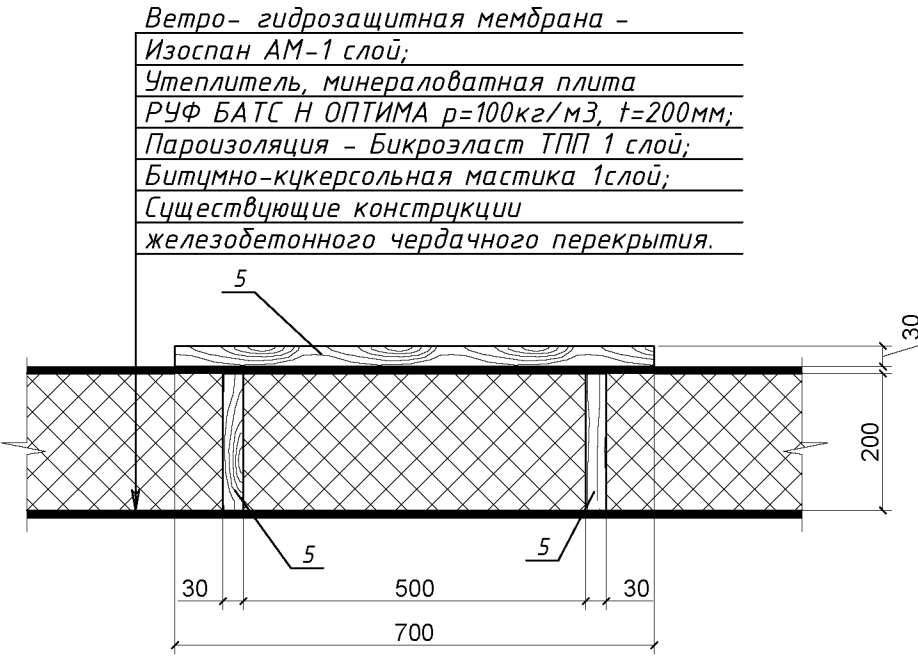 Ветро- гидрозащитная мембрана -
Изоспан АМ-1 слой;
Утеплитель, минераловатная плита
РУФ БАТС Н ОПТИМА р=100кг/м3, t=200мм;
Пароизоляция - Бикроэласт ТПП 1 слой;
Битумно-кукерсольная мастика 1слой;
Существующие конструкции
железобетонного чердачного перекрытия.
5
30
200
5
5
30
500
30
700